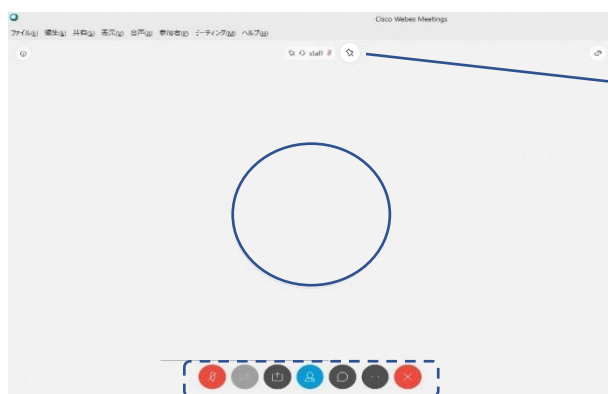 Cisco Webex Meetings
ファイル(F) 編集(E) 共有(S) 表示(V) 音声(A) 参加者(P) ミーティング(M) ヘルプ(H)
staff